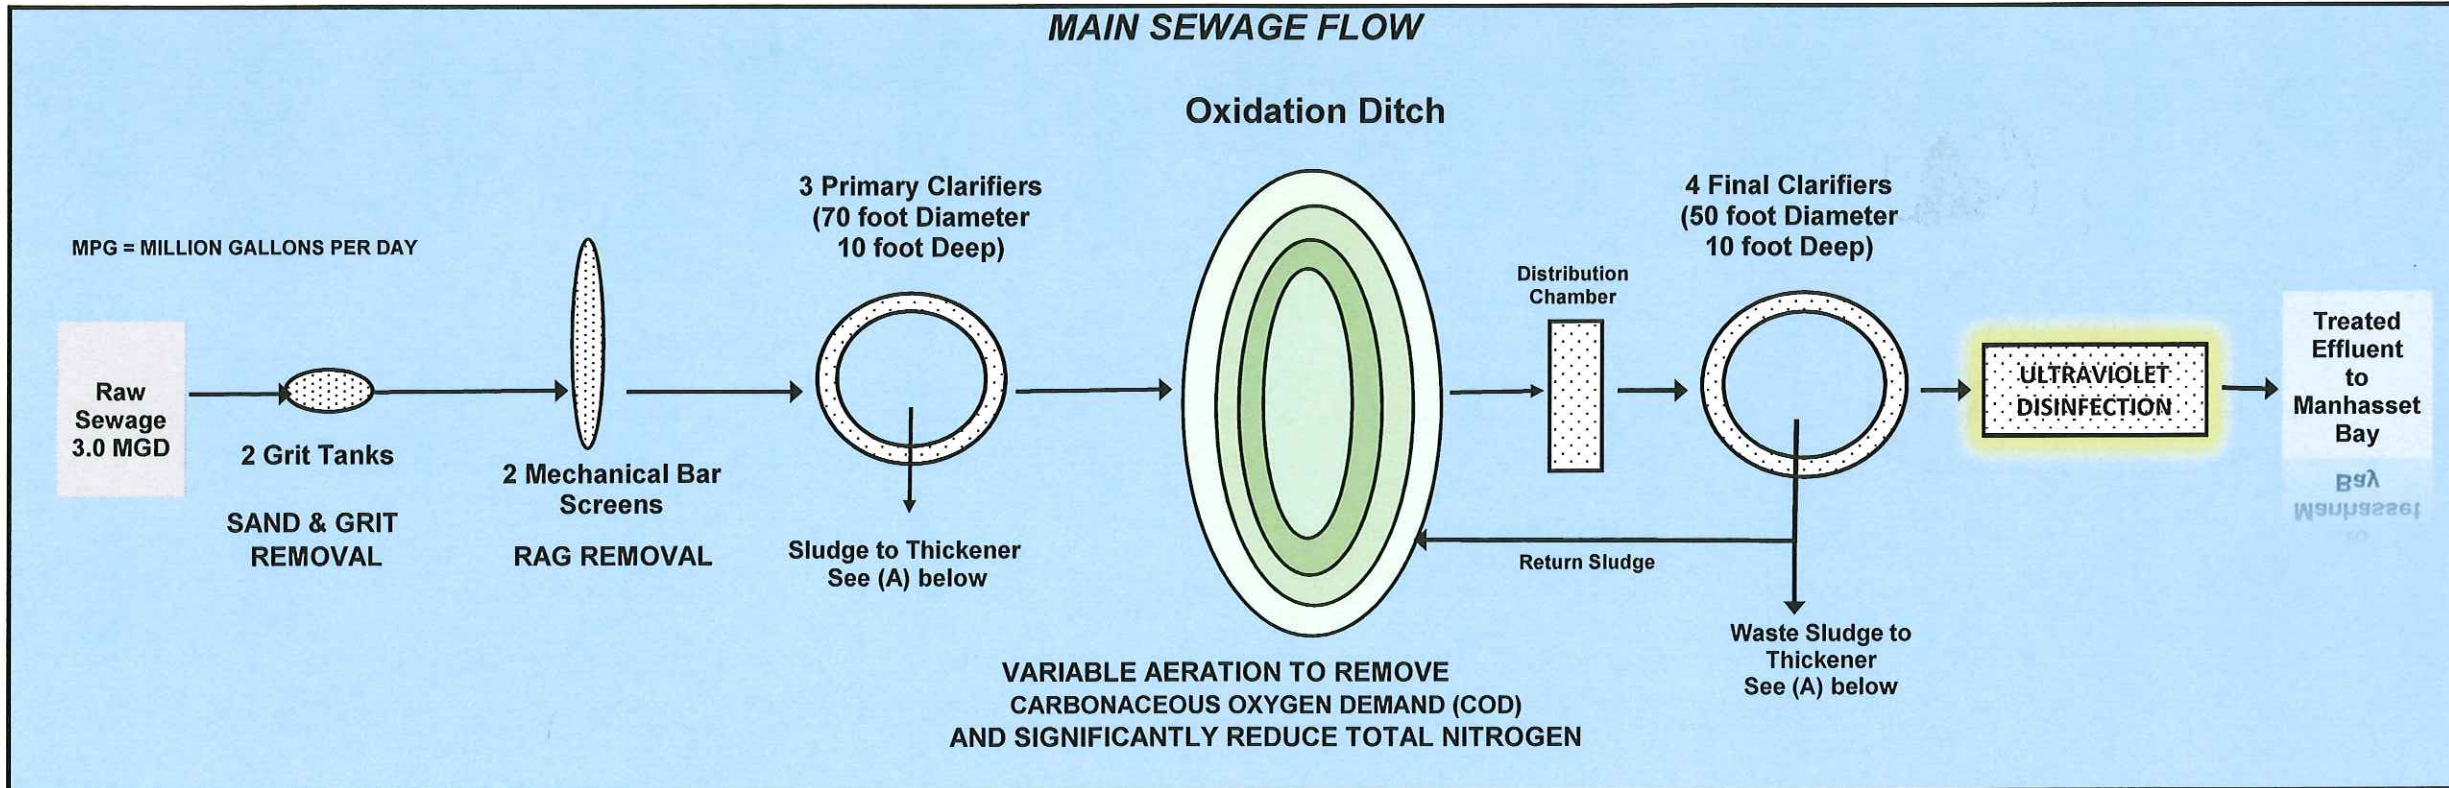 MAIN SEWAGE FLOW
Oxidation Ditch
3 Primary Clarifiers
(70 foot Diameter
10 foot Deep)
4 Final Clarifiers
(50 foot Diameter
10 foot Deep)
MPG = MILLION GALLONS PER DAY
Distribution
Chamber
Raw
Sewage
3.0 MGD
2 Grit Tanks
SAND & GRIT
REMOVAL
2 Mechanical Bar
Screens
RAG REMOVAL
Sludge to Thickener
See (A) below
ULTRAVIOLET
DISINFECTION
Treated
Effluent
to
Manhasset
Bay
Bay
Manhasset
to
Return Sludge
Waste Sludge to
Thickener
See (A) below
VARIABLE AERATION TO REMOVE
CARBONACEOUS OXYGEN DEMAND (COD)
AND SIGNIFICANTLY REDUCE TOTAL NITROGEN